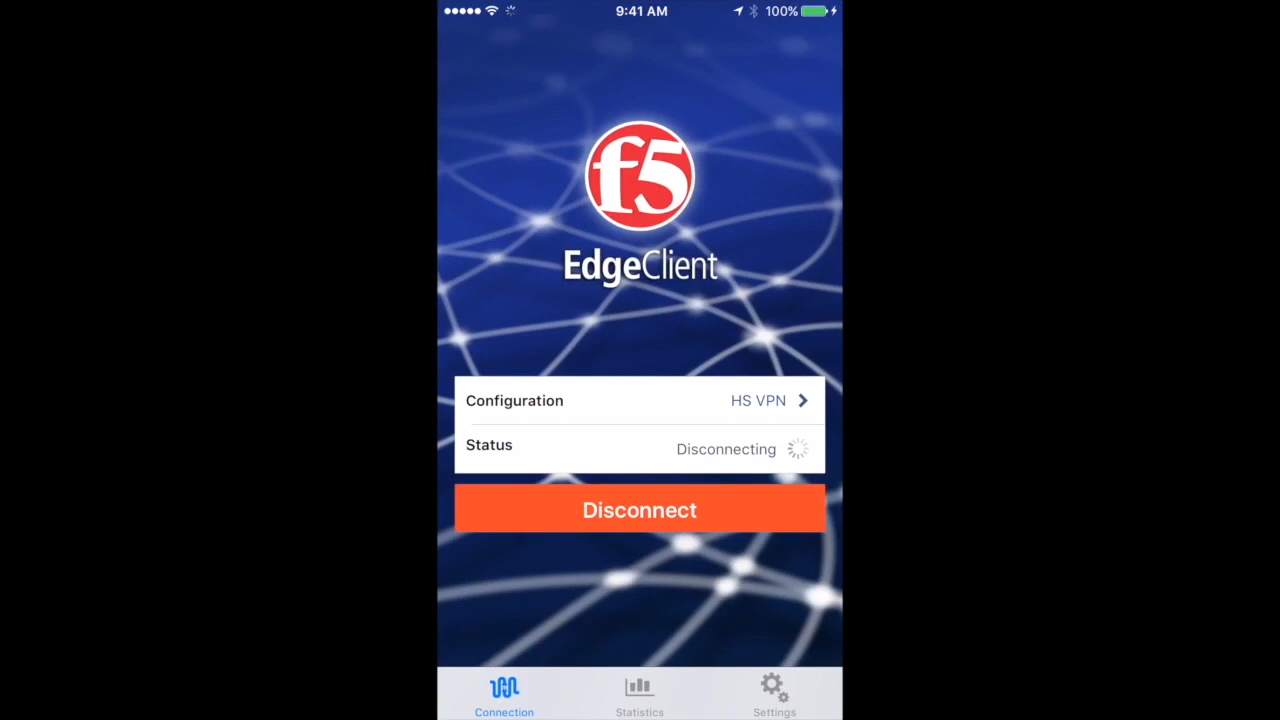 9:41 AM 100%
f5
EdgeClient
Configuration HS VPN
Status Disconnecting
Disconnect
Connection Statistics Settings